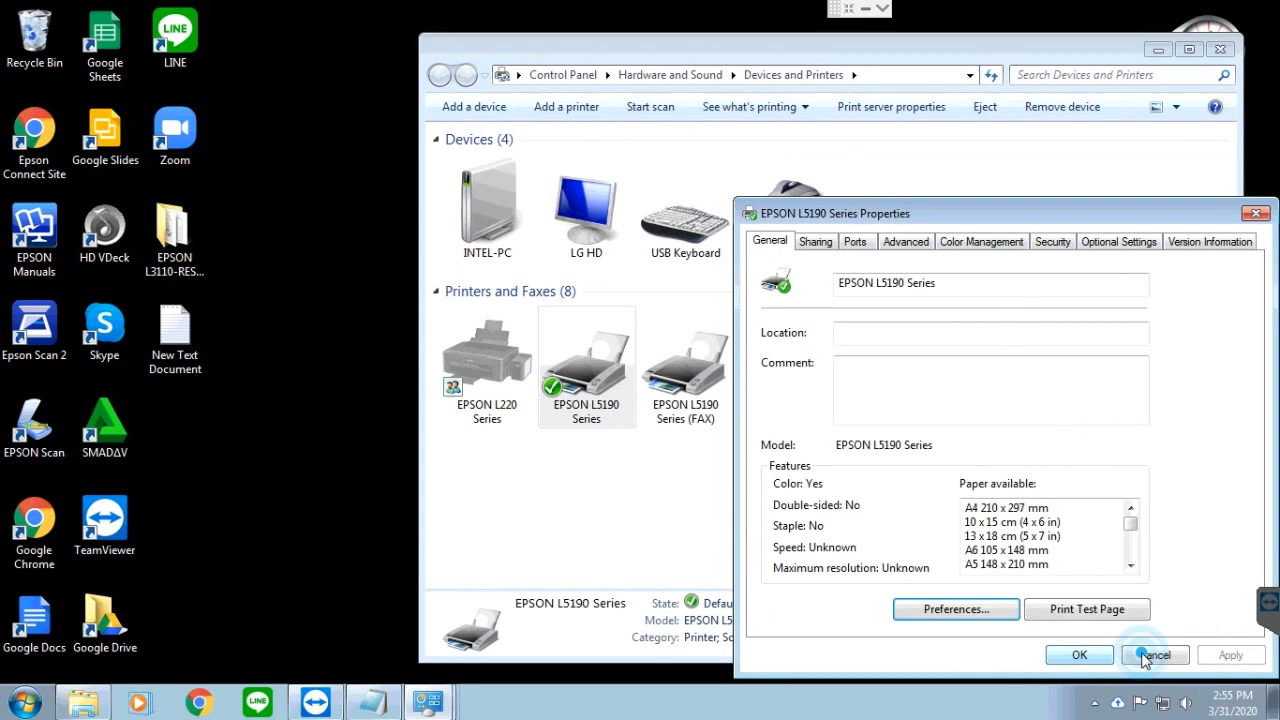 Recycle Bin
Google
Sheets
LINE
LINE
Epson
Connect Site
Google Slides
Zoom
EPSON
Manuals
HD VDeck
EPSON
L3110-RES...
Epson Scan 2
Skype
New Text
Document
EPSON Scan
SMADΔV
Google
Chrome
TeamViewer
Google Docs
Google Drive
Control Panel
Hardware and Sound
Devices and Printers
Search Devices and Printers
Add a device
Add a printer
Start scan
See what's printing
Print server properties
Eject
Remove device
Devices (4)
INTEL-PC
LG HD
USB Keyboard
Printers and Faxes (8)
EPSON L220
Series
EPSON L5190
Series
EPSON L5190
Series (FAX)
EPSON L5190 Series
State:
Defau
Model: EPSON L5
Category: Printer; Sc
EPSON L5190 Series Properties
General
Sharing
Ports
Advanced
Color Management
Security
Optional Settings
Version Information
EPSON L5190 Series
Location:
Comment:
Model: EPSON L5190 Series
Features
Color: Yes
Double-sided: No
Staple: No
Speed: Unknown
Maximum resolution: Unknown
Paper available:
A4 210 x 297 mm
10 x 15 cm (4 x 6 in)
13 x 18 cm (5 x 7 in)
A6 105 x 148 mm
A5 148 x 210 mm
Preferences...
Print Test Page
OK
Cancel
Apply
2:55 PM
3/31/2020